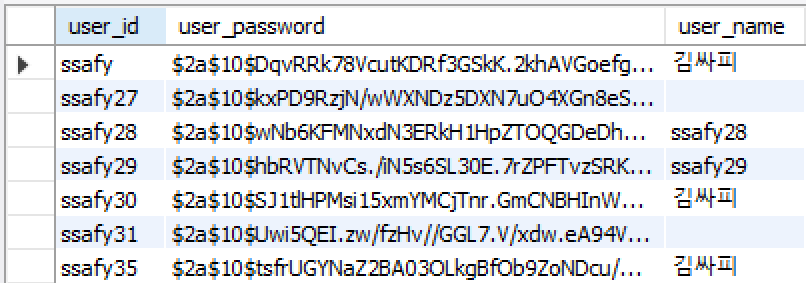 user_id user_password user_name
ssafy $2a$10$DqvRRk78VcutKDRf3GSkK.2khAVGoefg... 김싸피
ssafy27 $2a$10$kxPD9RzjN/wWXNDz5DXN7uO4XGn8eS...
ssafy28 $2a$10$wNb6KFMNxdN3ERkH1HpZTOQGDeDh... ssafy28
ssafy29 $2a$10$hbRVTNvCs./iN5s6SL30E.7rZPFTvzSRK... ssafy29
ssafy30 $2a$10$SJ1tlHPMsi15xmYMCjTnr.GmCNBHInW... 김싸피
ssafy31 $2a$10$Uwi5QEI.zw/fzHv//GGL7.V/xdw.eA94V...
ssafy35 $2a$10$tsfrUGYNaZ2BA03OLkgBfOb9ZoNDcu/... 김싸피